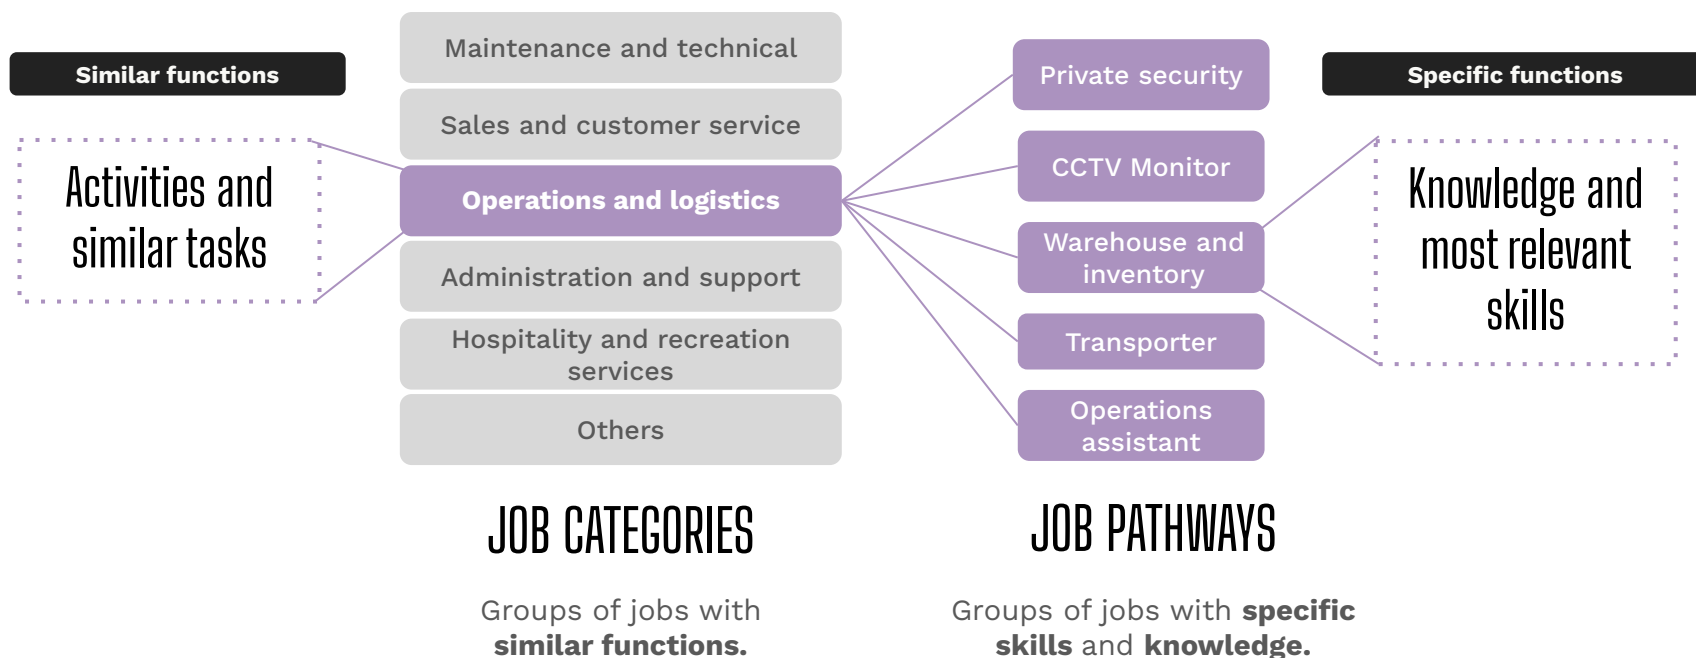 Similar functions
Activities and
similar tasks
Maintenance and technical
Sales and customer service
Operations and logistics
Administration and support
Hospitality and recreation
services
Others
JOB CATEGORIES
Groups of jobs with
similar functions.
Private security
CCTV Monitor
Warehouse and
inventory
Transporter
Operations
assistant
JOB PATHWAYS
Groups of jobs with specific
skills and knowledge.
Specific functions
Knowledge and
most relevant
skills